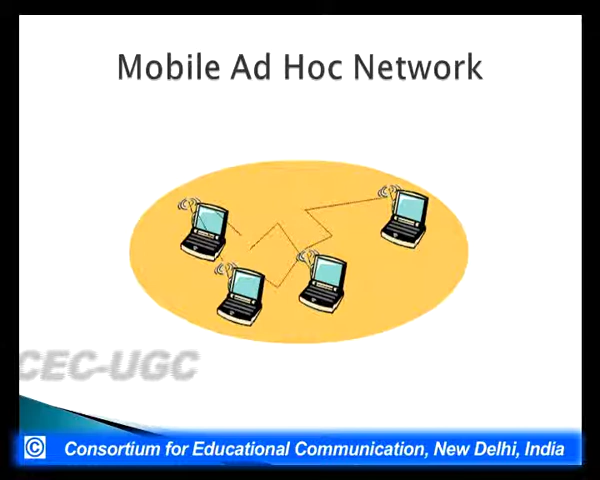 Mobile Ad Hoc Network
CEC-UGC
© Consortium for Educational Communication, New Delhi, India